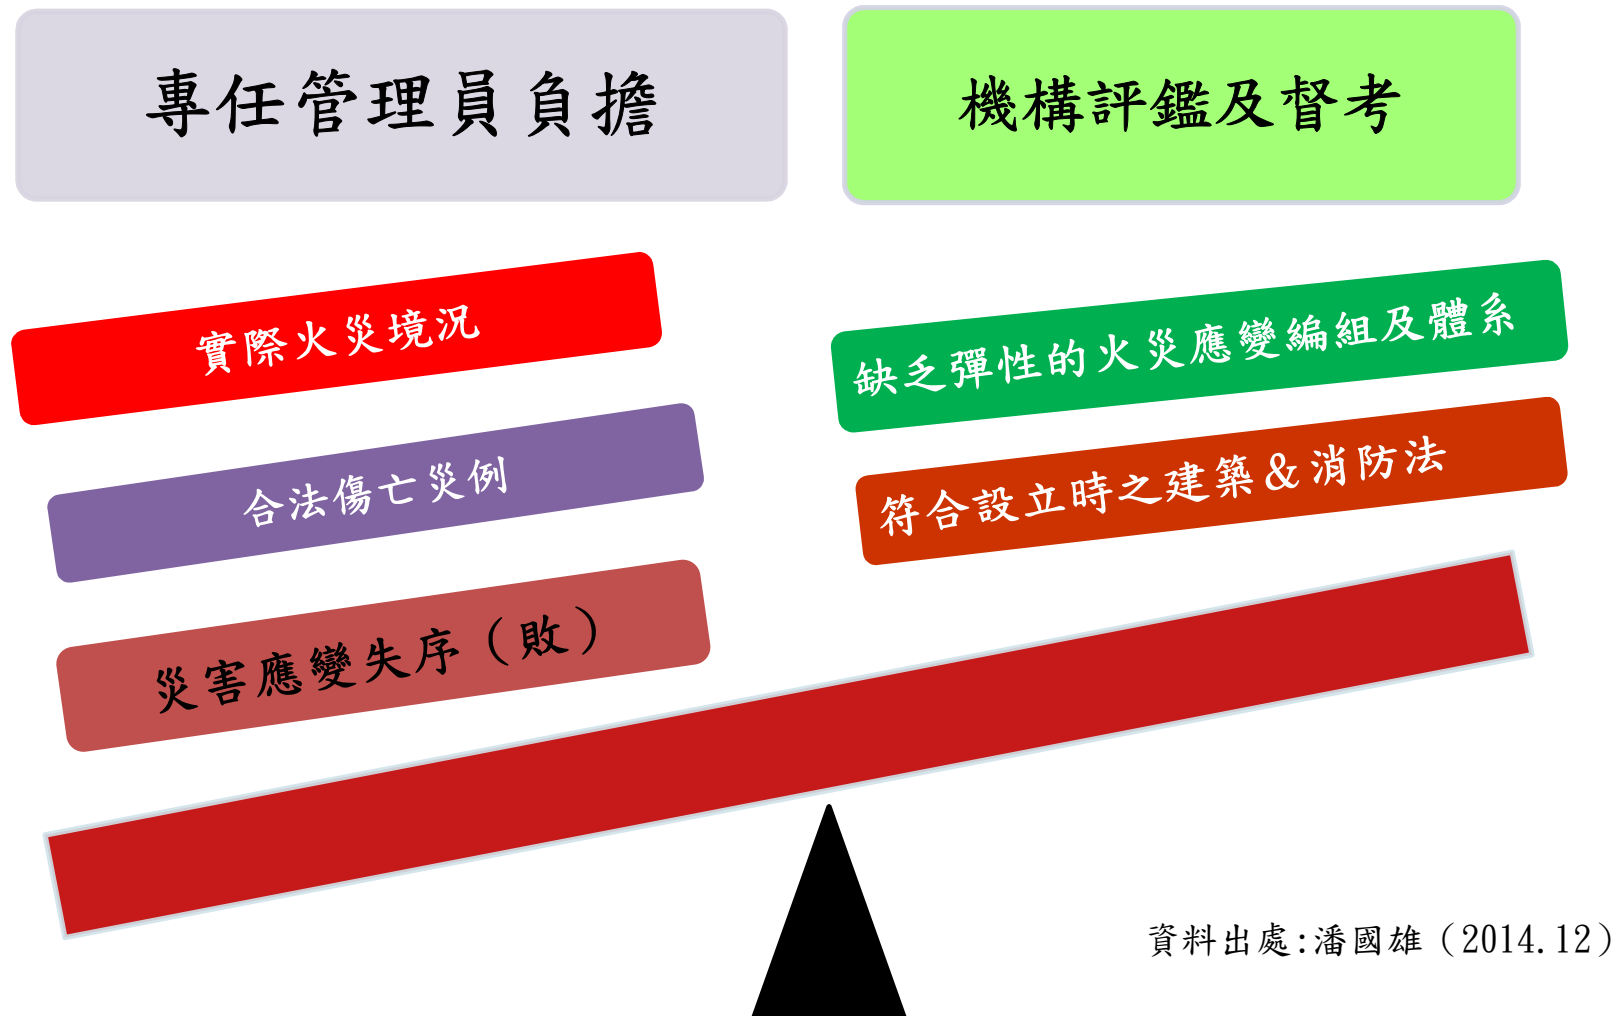 專任管理員負擔
機構評鑑及督考
實際火災境況
合法傷亡災例
災害應變失序（敗）
缺乏彈性的火災應變編組及體系
符合設立時之建築&消防法
資料出處:潘國雄（2014.12）